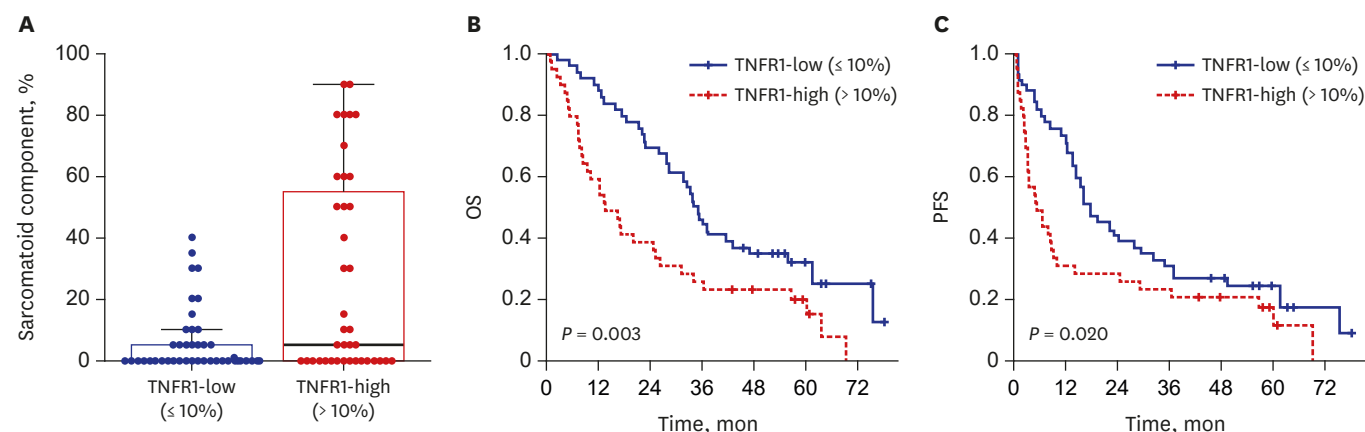 A
Sarcomatoid component, %
100
80
60
40
20
0
TNFR1-low
(≤ 10%)
TNFR1-high
(> 10%)
B
OS
1.0
0.8
0.6
0.4
0.2
0
TNFR1-low (≤ 10%)
TNFR1-high (> 10%)
P = 0.003
0 12 24 36 48 60 72
Time, mon
C
PFS
1.0
0.8
0.6
0.4
0.2
0
TNFR1-low (≤ 10%)
TNFR1-high (> 10%)
P = 0.020
0 12 24 36 48 60 72
Time, mon